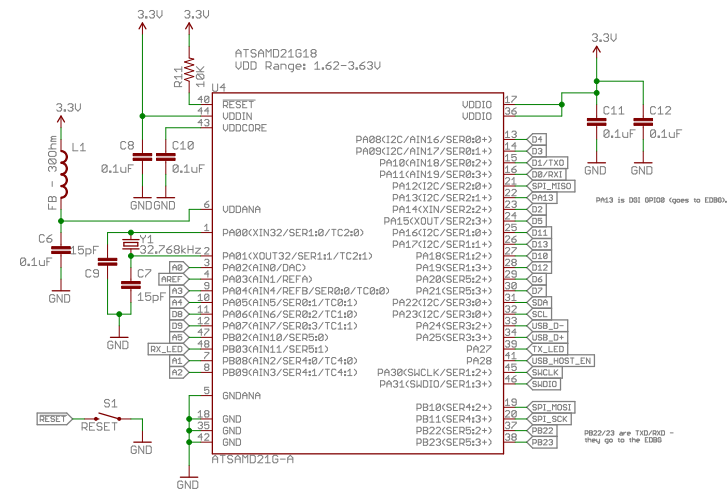 3.3V 3.3V
ATSAMD21G18
VDD Range: 1.62-3.63V
3.3V
R11
10K
U4
3.3V
L1
FB - 30Ohm
C8
0.1uF
C10
0.1uF
GND GND
C11
0.1uF
C12
0.1uF
GND GND
40 RESET
44 VDDIN
43 VDDCORE
6 VDDANA
1 PA00(XIN32/SER1:0/TC2:0)
2 PA01(XOUT32/SER1:1/TC2:1)
A0 3 PA02(AIN0/DAC)
AREF 4 PA03(AIN1/REFA)
A3 9 PA04(AIN4/REFB/SER0:0/TC0:0)
A4 10 PA05(AIN5/SER0:1/TC0:1)
D8 11 PA06(AIN6/SER0:2/TC1:0)
D9 12 PA07(AIN7/SER0:3/TC1:1)
A5 47 PB02(AIN10/SER5:0)
RX_LED 48 PB03(AIN11/SER5:1)
A1 7 PB08(AIN2/SER4:0/TC4:0)
A2 8 PB09(AIN3/SER4:1/TC4:1)
5 GNDANA
18 GND
35 GND
42 GND
C6
0.1uF
GND
15pF
C9
Y1
32.768kHz
C7
15pF
GND
S1
RESET
RESET
GND
GND
ATSAMD21G-A
VDDIO 17
VDDIO 36
PA08(I2C/AIN16/SER0:0+) 13 D4
PA09(I2C/AIN17/SER0:1+) 14 D3
PA10(AIN18/SER0:2+) 15 D1/TXO
PA11(AIN19/SER0:3+) 16 D0/RXI
PA12(I2C/SER2:0+) 21 SPI_MISO
PA13(I2C/SER2:1+) 22 PA13
PA14(XIN/SER2:2+) 23 D2
PA15(XOUT/SER2:3+) 24 D5
PA16(I2C/SER1:0+) 25 D11
PA17(I2C/SER1:1+) 26 D13
PA18(SER1:2+) 27 D10
PA19(SER1:3+) 28 D12
PA20(SER5:2+) 29 D6
PA21(SER5:3+) 30 D7
PA22(I2C/SER3:0+) 31 SDA
PA23(I2C/SER3:1+) 32 SCL
PA24(SER3:2+) 33 USB_D-
PA25(SER3:3+) 34 USB_D+
PA27 39 TX_LED
PA28 41 USB_HOST_EN
PA30(SWCLK/SER1:2+) 45 SWCLK
PA31(SWDIO/SER1:3+) 46 SWDIO
PB10(SER4:2+) 19 SPI_MOSI
PB11(SER4:3+) 20 SPI_SCK
PB22(SER5:2+) 37 PB22
PB23(SER5:3+) 38 PB23
PA13 is DGI GPIO0 (goes to EDBG).
PB22/23 are TXD/RXD -
they go to the EDBG